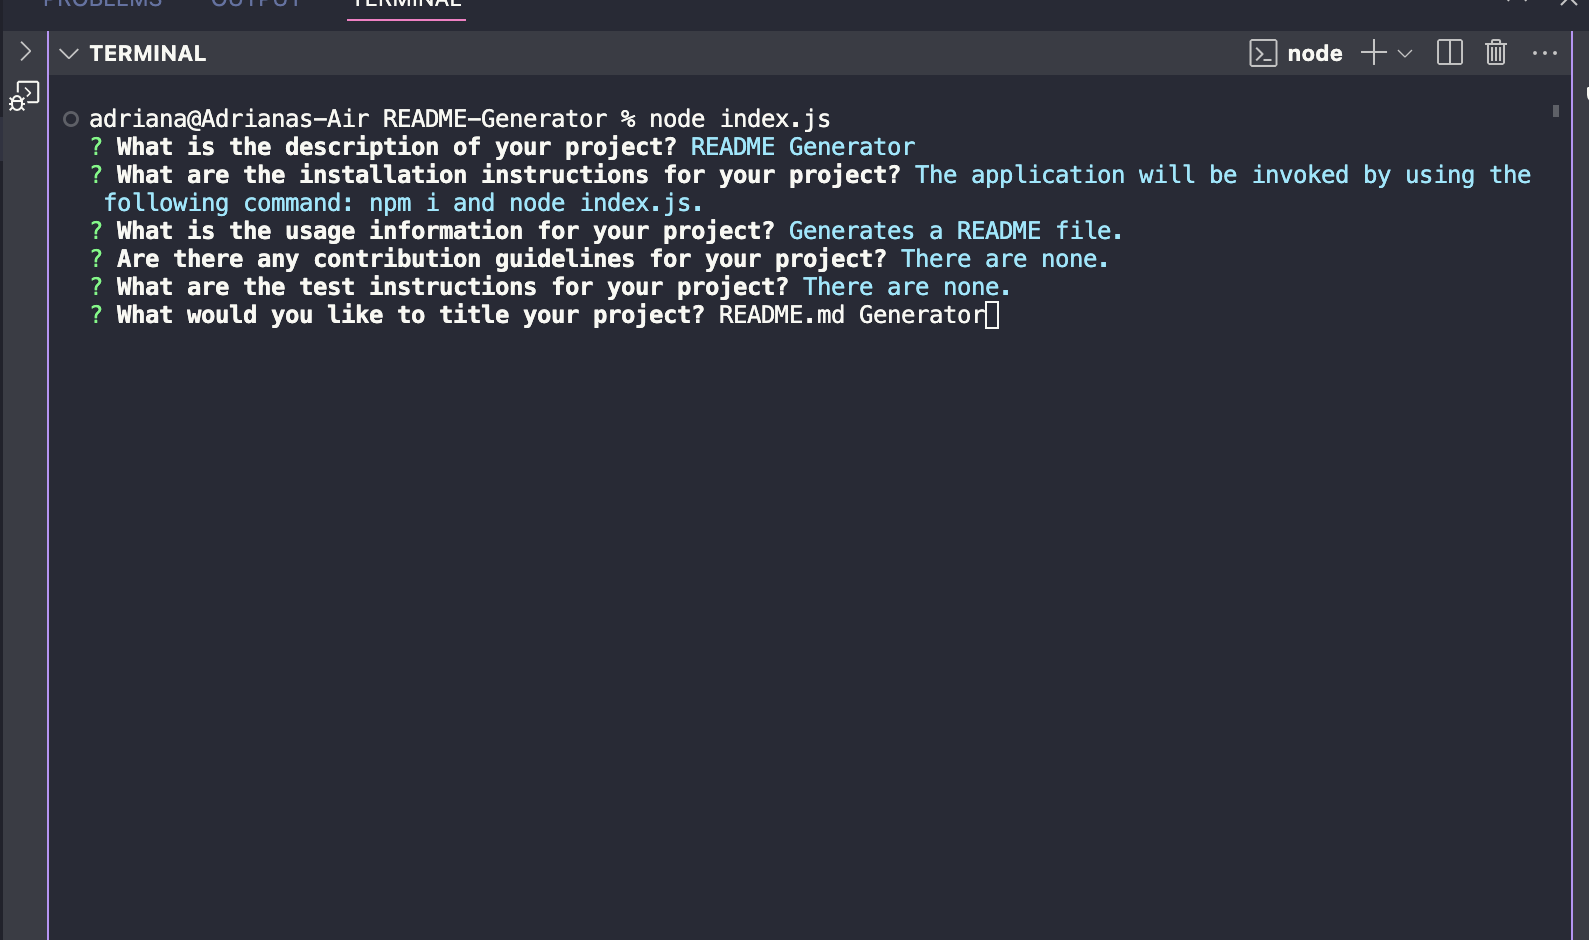 PROBLEMS OUTPUT TERMINAL
TERMINAL node
adriana@Adrianas-Air README-Generator % node index.js
? What is the description of your project? README Generator
? What are the installation instructions for your project? The application will be invoked by using the
following command: npm i and node index.js.
? What is the usage information for your project? Generates a README file.
? Are there any contribution guidelines for your project? There are none.
? What are the test instructions for your project? There are none.
? What would you like to title your project? README.md Generator